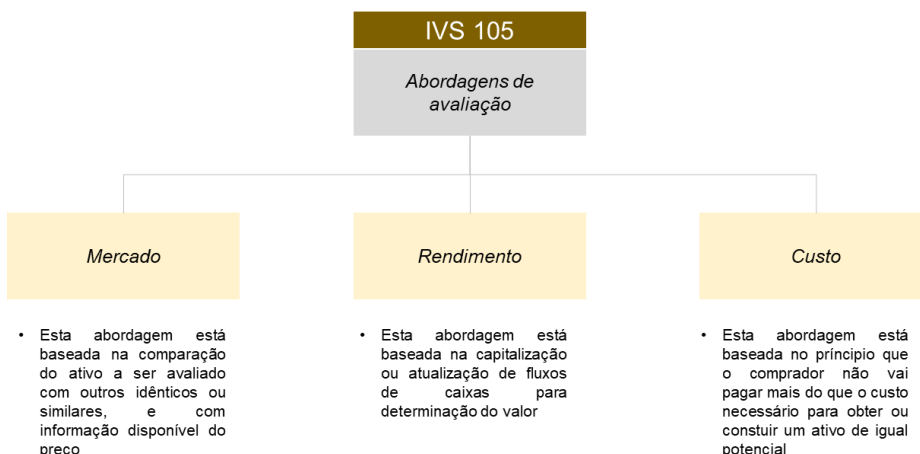 IVS 105
Abordagens de
avaliação
Mercado
Rendimento
Custo
• Esta abordagem está
baseada na comparação
do ativo a ser avaliado
com outros idênticos ou
similares, e com
informação disponível do
preço
• Esta abordagem está
baseada na capitalização
ou atualização de fluxos
de caixas para
determinação do valor
• Esta abordagem está
baseada no príncipio que
o comprador não vai
pagar mais do que o custo
necessário para obter ou
constuir um ativo de igual
potencial